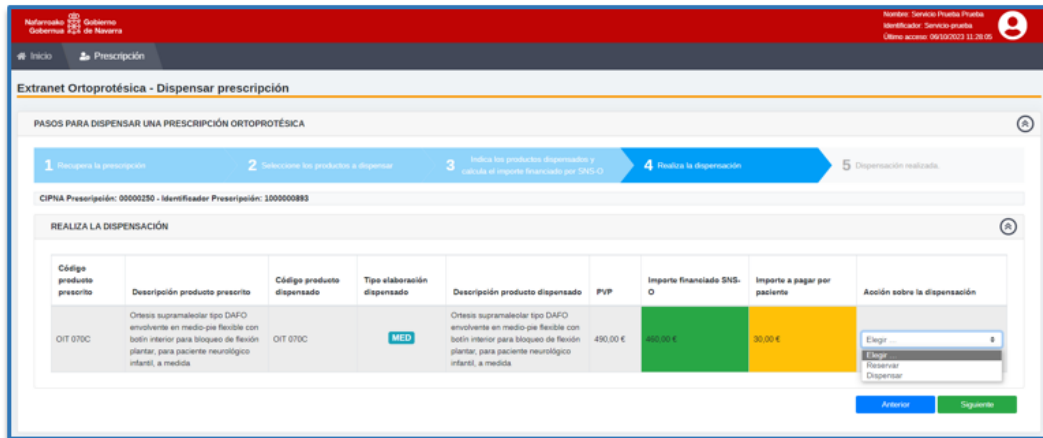 Nafarroako Gobierno
Gobernua de Navarra
Nombre: Servicio Prueba Prueba
Identificador: Servicio-prueba
Último acceso: 06/10/2023 11:28:05
Inicio
Prescripción
Extranet Ortoprotésica - Dispensar prescripción
PASOS PARA DISPENSAR UNA PRESCRIPCIÓN ORTOPROTÉSICA
1 Recupera la prescripción
2 Seleccione los productos a dispensar
3 Indica los productos dispensados y
calcula el importe financiado por SNS-O
4 Realiza la dispensación
5 Dispensación realizada.
CIPNA Prescripción: 00000250 - Identificador Prescripción: 1000000893
REALIZA LA DISPENSACIÓN
Código
producto
prescrito
Descripción producto prescrito
Código producto
dispensado
Tipo elaboración
dispensado
Descripción producto dispensado
PVP
Importe financiado SNS-
O
Importe a pagar por
paciente
Acción sobre la dispensación
OIT 070C
Ortesis supramaleolar tipo DAFO
envolvente en medio-pie flexible con
botín interior para bloqueo de flexión
plantar, para paciente neurológico
infantil, a medida
OIT 070C
MED
Ortesis supramaleolar tipo DAFO
envolvente en medio-pie flexible con
botín interior para bloqueo de flexión
plantar, para paciente neurológico
infantil, a medida
490,00 €
460,00 €
30,00 €
Elegir ...
Elegir ...
Reservar
Dispensar
Anterior
Siguiente